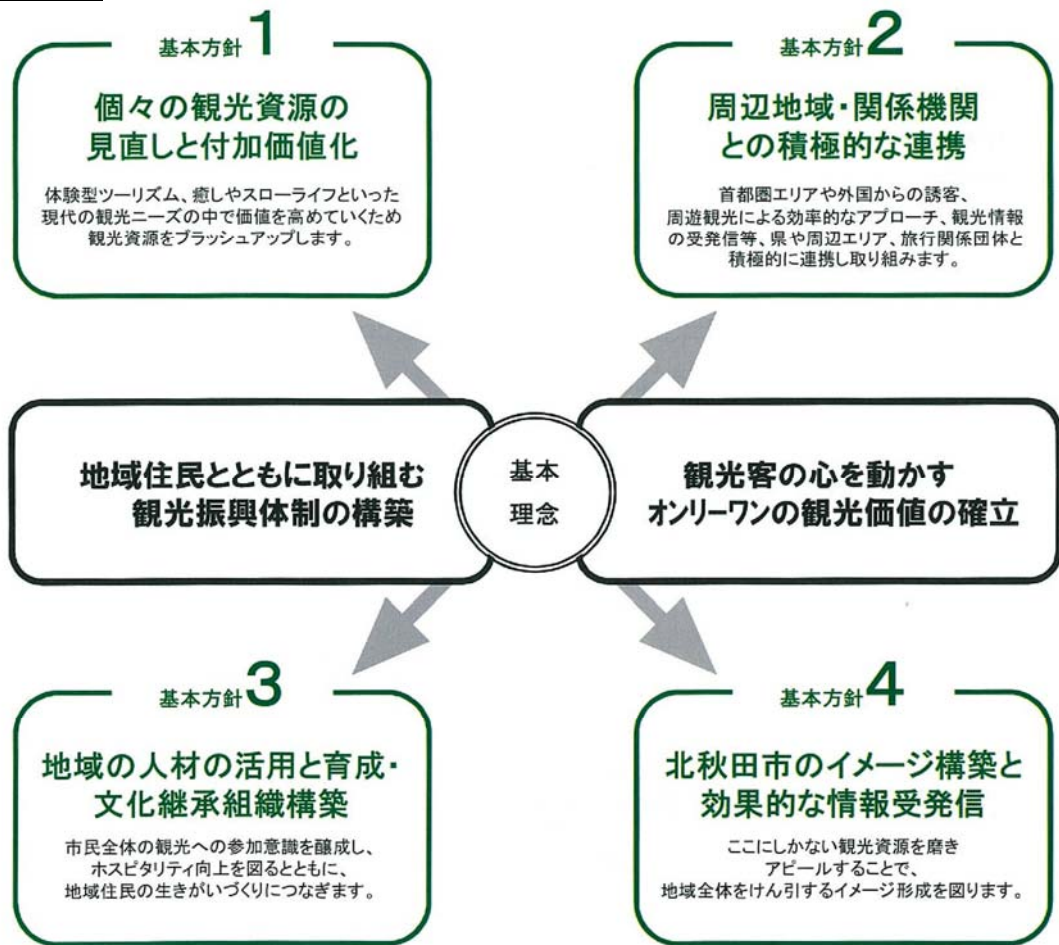 基本方針1
個々の観光資源の
見直しと付加価値化
体験型ツーリズム、癒しやスローライフといった
現代の観光ニーズの中で価値を高めていくため
観光資源をブラッシュアップします。
基本方針2
周辺地域・関係機関
との積極的な連携
首都圏エリアや外国からの誘客、
周遊観光による効率的なアプローチ、観光情報
の受発信等、県や周辺エリア、旅行関係団体と
積極的に連携し取り組みます。
地域住民とともに取り組む
観光振興体制の構築
基本
理念
観光客の心を動かす
オンリーワンの観光価値の確立
基本方針3
地域の人材の活用と育成・
文化継承組織構築
市民全体の観光への参加意識を醸成し、
ホスピタリティ向上を図るとともに、
地域住民の生きがいづくりにつなぎます。
基本方針4
北秋田市のイメージ構築と
効果的な情報受発信
ここにしかない観光資源を磨き
アピールすることで、
地域全体をけん引するイメージ形成を図ります。